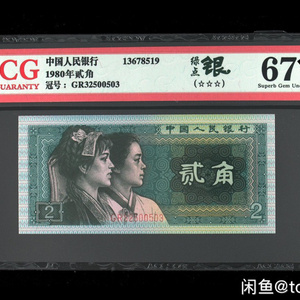 CG
GUARANTY
中国人民银行
1980年贰角
冠号: GR32500503
13678519
绿点 银
(☆☆☆)
67
Superb Gem Unc
中国人民银行
贰角
GR32500503
2
2
闲鱼@to